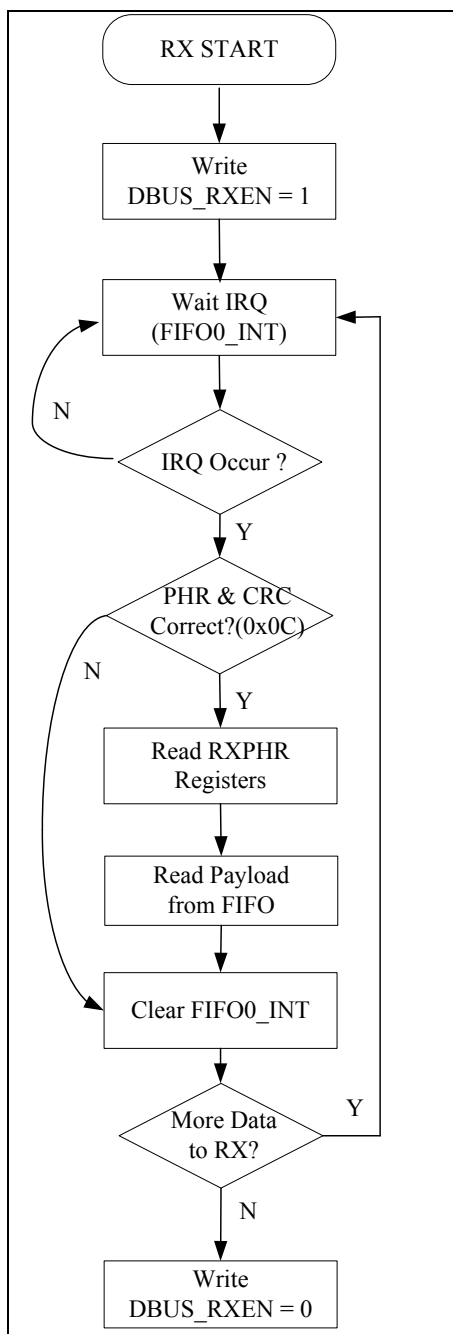 RX START
Write
DBUS_RXEN = 1
Wait IRQ
(FIFO0_INT)
N
IRQ Occur ?
Y
PHR & CRC
Correct?(0x0C)
N
Y
Read RXPHR
Registers
Read Payload
from FIFO
Clear FIFO0_INT
More Data
to RX?
Y
N
Write
DBUS_RXEN = 0